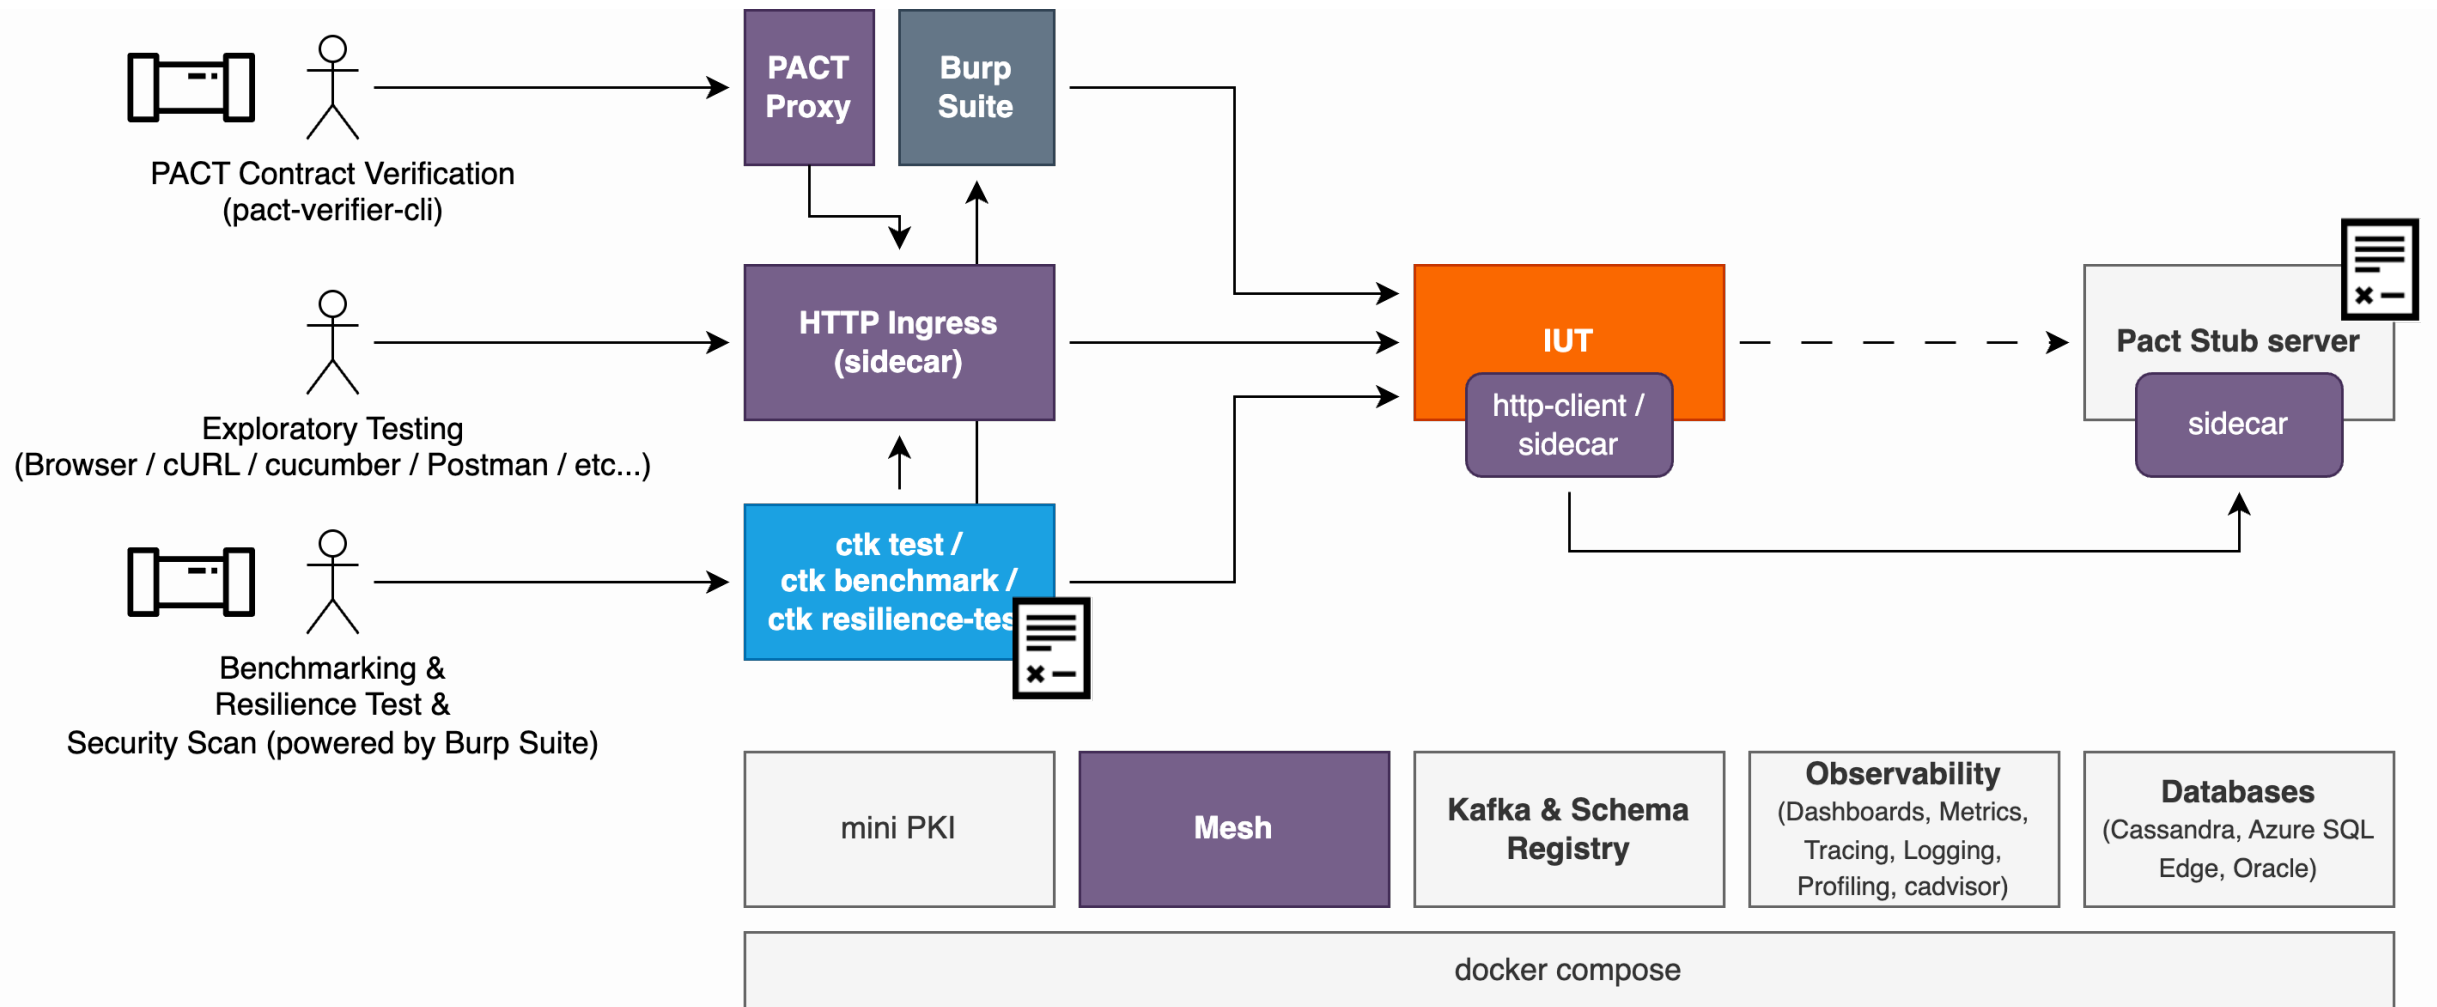 PACT
Proxy
Burp
Suite
PACT Contract Verification
(pact-verifier-cli)
HTTP Ingress
(sidecar)
IUT
http-client /
sidecar
Pact Stub server
sidecar
Exploratory Testing
(Browser / cURL / cucumber / Postman / etc...)
ctk test /
ctk benchmark /
ctk resilience-tes
Benchmarking &
Resilience Test &
Security Scan (powered by Burp Suite)
mini PKI
Mesh
Kafka & Schema
Registry
Observability
(Dashboards, Metrics,
Tracing, Logging,
Profiling, cadvisor)
Databases
(Cassandra, Azure SQL
Edge, Oracle)
docker compose